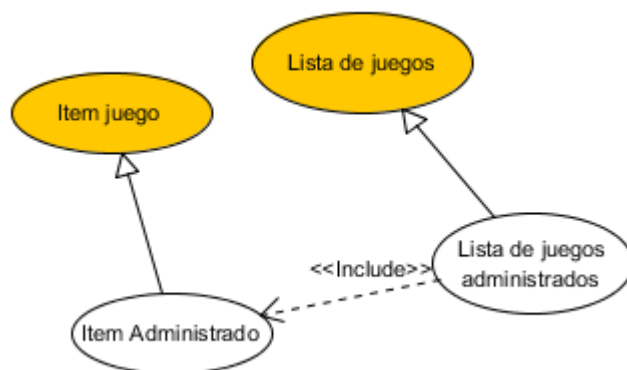 Lista de juegos
Item juego
Lista de juegos
administrados
<<Include>>
Item Administrado